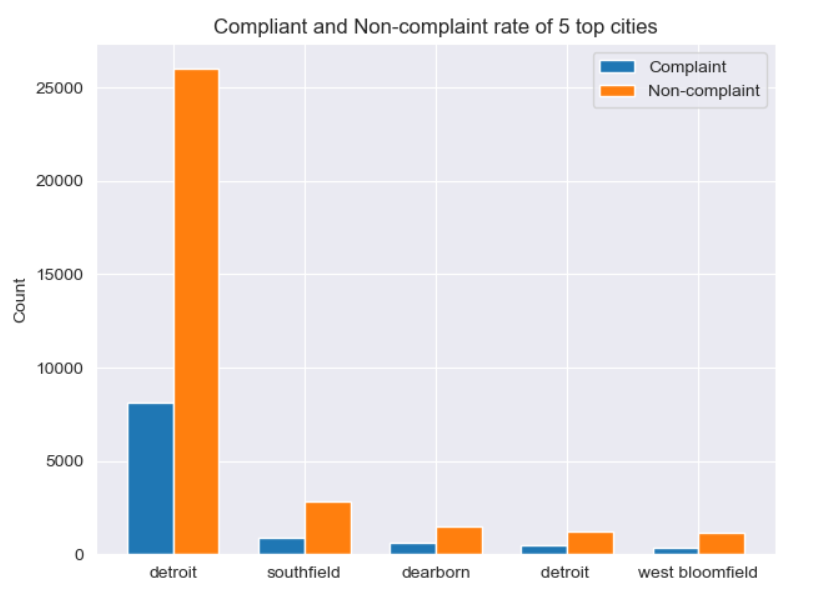 Compliant and Non-complaint rate of 5 top cities
Complaint
Non-complaint
25000
20000
15000
10000
5000
0
Count
detroit southfield dearborn detroit west bloomfield